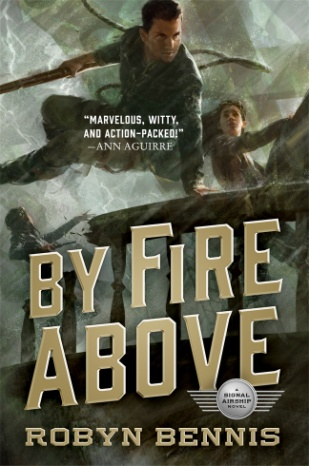 “MARVELOUS, WITTY,
AND ACTION-PACKED!”
—ANN AGUIRRE
BY FIRE
ABOVE
A
SIGNAL
AIRSHIP
NOVEL
ROBYN BENNIS